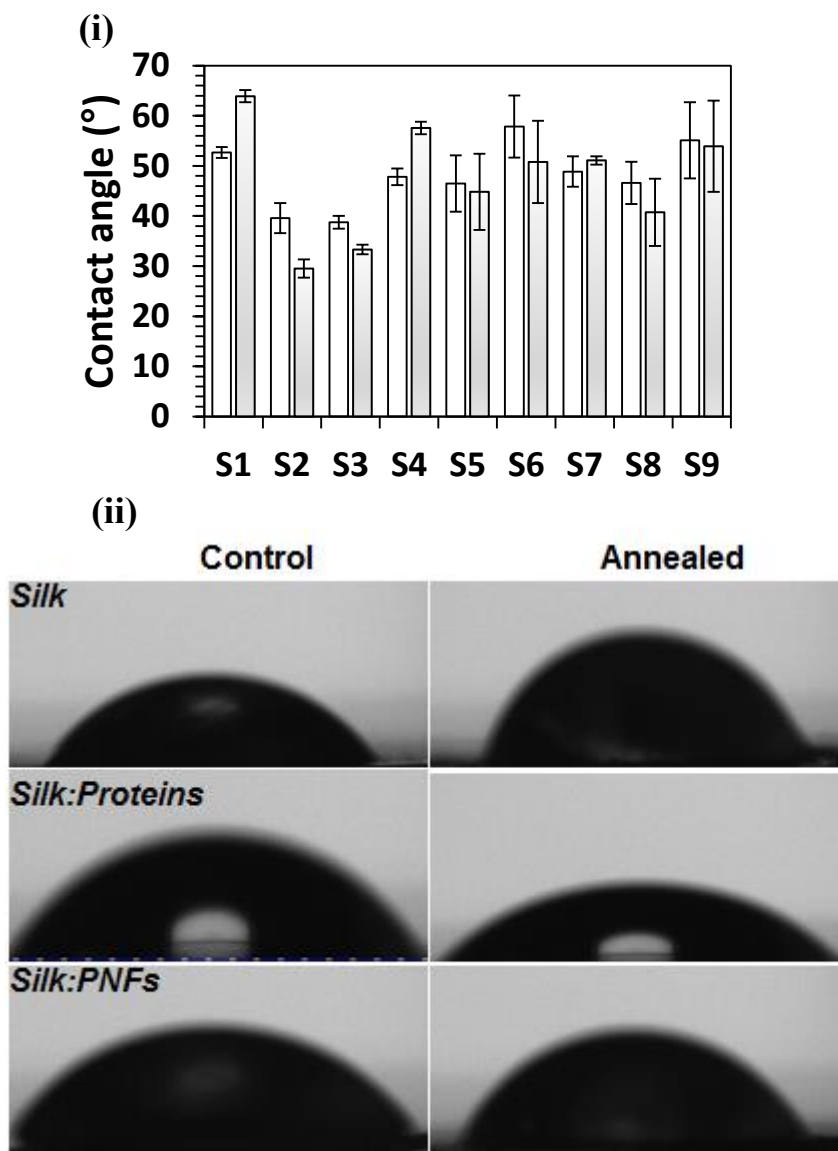 (i)
Contact angle (°)
70
60
50
40
30
20
10
0
S1 S2 S3 S4 S5 S6 S7 S8 S9
(ii)
Control Annealed
Silk
Silk:Proteins
Silk:PNFs